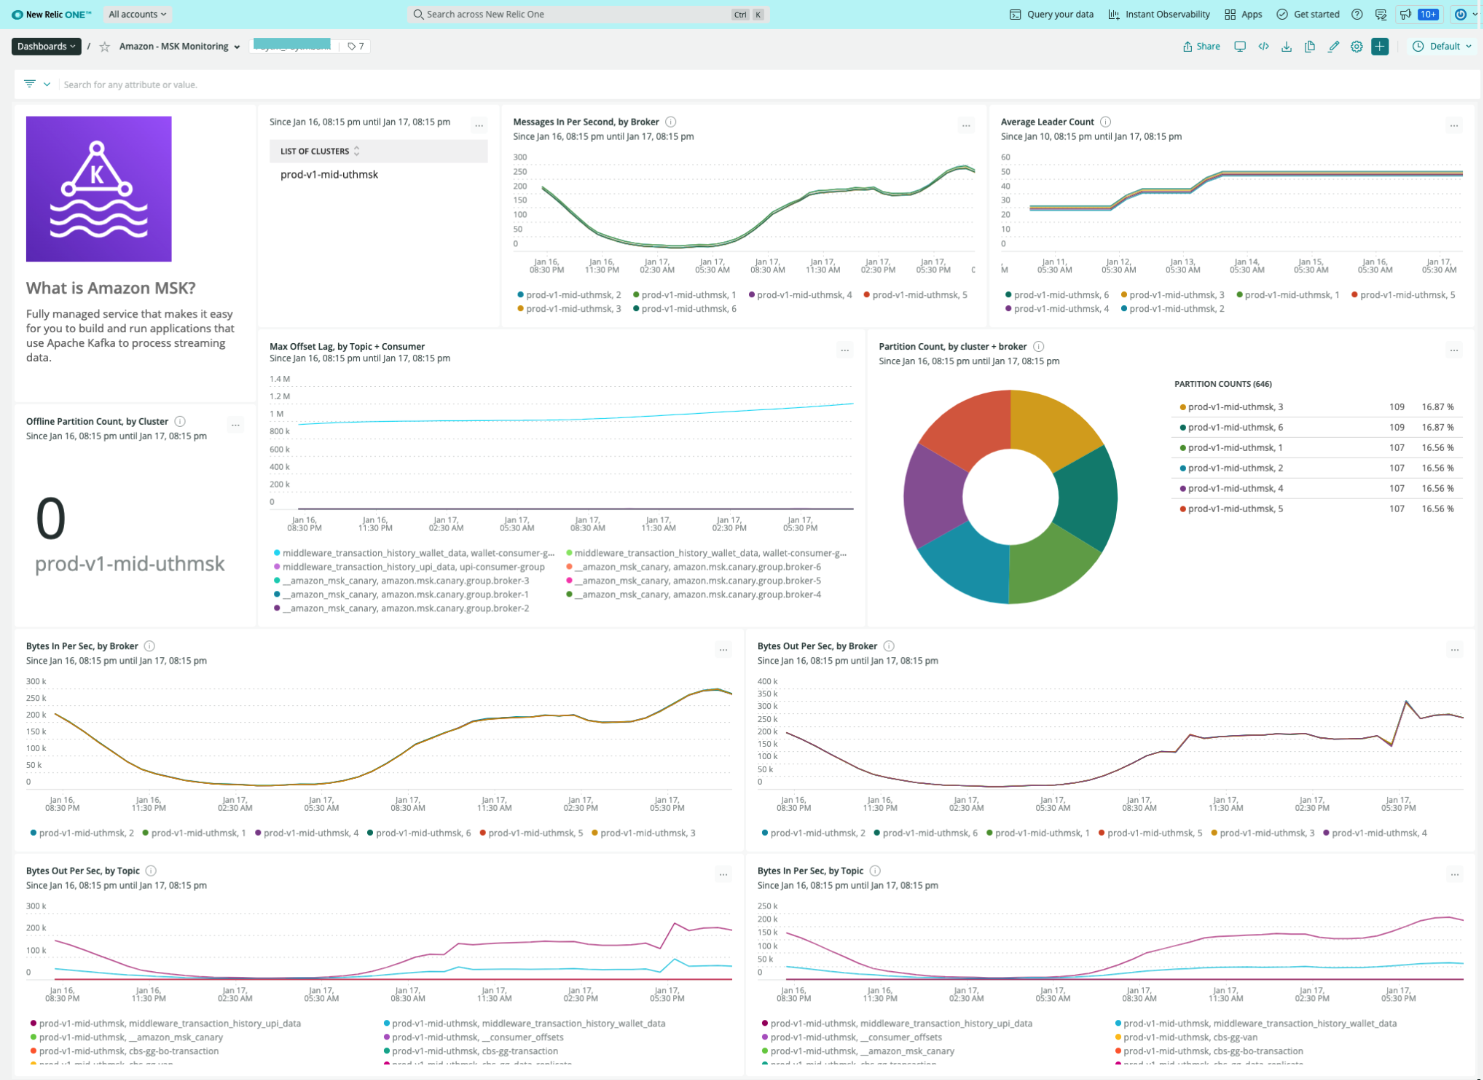 New Relic ONE™
All accounts
Search across New Relic One
Ctrl K
Query your data
Instant Observability
Apps
Get started
10+
Dashboards / Amazon - MSK Monitoring
7
Share
Default
Search for any attribute or value.
What is Amazon MSK?
Fully managed service that makes it easy
for you to build and run applications that
use Apache Kafka to process streaming
data.
Since Jan 16, 08:15 pm until Jan 17, 08:15 pm
LIST OF CLUSTERS
prod-v1-mid-uthmsk
Messages In Per Second, by Broker
Since Jan 16, 08:15 pm until Jan 17, 08:15 pm
300
250
200
150
100
50
0
Jan 16, 08:30 PM
Jan 16, 11:30 PM
Jan 17, 02:30 AM
Jan 17, 05:30 AM
Jan 17, 08:30 AM
Jan 17, 11:30 AM
Jan 17, 02:30 PM
Jan 17, 05:30 PM
prod-v1-mid-uthmsk, 2
prod-v1-mid-uthmsk, 1
prod-v1-mid-uthmsk, 4
prod-v1-mid-uthmsk, 5
prod-v1-mid-uthmsk, 3
prod-v1-mid-uthmsk, 6
Average Leader Count
Since Jan 10, 08:15 pm until Jan 17, 08:15 pm
60
50
40
30
20
10
0
M
Jan 11, 05:30 AM
Jan 12, 05:30 AM
Jan 13, 05:30 AM
Jan 14, 05:30 AM
Jan 15, 05:30 AM
Jan 16, 05:30 AM
Jan 17, 05:30 AM
prod-v1-mid-uthmsk, 6
prod-v1-mid-uthmsk, 3
prod-v1-mid-uthmsk, 1
prod-v1-mid-uthmsk, 5
prod-v1-mid-uthmsk, 4
prod-v1-mid-uthmsk, 2
Offline Partition Count, by Cluster
Since Jan 16, 08:15 pm until Jan 17, 08:15 pm
0
prod-v1-mid-uthmsk
Max Offset Lag, by Topic + Consumer
Since Jan 16, 08:15 pm until Jan 17, 08:15 pm
1.4 M
1.2 M
1 M
800 k
600 k
400 k
200 k
0
Jan 16, 08:30 PM
Jan 16, 11:30 PM
Jan 17, 02:30 AM
Jan 17, 05:30 AM
Jan 17, 08:30 AM
Jan 17, 11:30 AM
Jan 17, 02:30 PM
Jan 17, 05:30 PM
middleware_transaction_history_wallet_data, wallet-consumer-g...
middleware_transaction_history_wallet_data, wallet-consumer-g...
middleware_transaction_history_upi_data, upi-consumer-group
__amazon_msk_canary, amazon.msk.canary.group.broker-6
__amazon_msk_canary, amazon.msk.canary.group.broker-3
__amazon_msk_canary, amazon.msk.canary.group.broker-5
__amazon_msk_canary, amazon.msk.canary.group.broker-1
__amazon_msk_canary, amazon.msk.canary.group.broker-4
__amazon_msk_canary, amazon.msk.canary.group.broker-2
Partition Count, by cluster + broker
Since Jan 16, 08:15 pm until Jan 17, 08:15 pm
PARTITION COUNTS (646)
prod-v1-mid-uthmsk, 3 109 16.87 %
prod-v1-mid-uthmsk, 6 109 16.87 %
prod-v1-mid-uthmsk, 1 107 16.56 %
prod-v1-mid-uthmsk, 2 107 16.56 %
prod-v1-mid-uthmsk, 4 107 16.56 %
prod-v1-mid-uthmsk, 5 107 16.56 %
Bytes In Per Sec, by Broker
Since Jan 16, 08:15 pm until Jan 17, 08:15 pm
300 k
250 k
200 k
150 k
100 k
50 k
0
Jan 16, 08:30 PM
Jan 16, 11:30 PM
Jan 17, 02:30 AM
Jan 17, 05:30 AM
Jan 17, 08:30 AM
Jan 17, 11:30 AM
Jan 17, 02:30 PM
Jan 17, 05:30 PM
prod-v1-mid-uthmsk, 2
prod-v1-mid-uthmsk, 1
prod-v1-mid-uthmsk, 4
prod-v1-mid-uthmsk, 6
prod-v1-mid-uthmsk, 5
prod-v1-mid-uthmsk, 3
Bytes Out Per Sec, by Broker
Since Jan 16, 08:15 pm until Jan 17, 08:15 pm
400 k
350 k
300 k
250 k
200 k
150 k
100 k
50 k
0
Jan 16, 08:30 PM
Jan 16, 11:30 PM
Jan 17, 02:30 AM
Jan 17, 05:30 AM
Jan 17, 08:30 AM
Jan 17, 11:30 AM
Jan 17, 02:30 PM
Jan 17, 05:30 PM
prod-v1-mid-uthmsk, 2
prod-v1-mid-uthmsk, 6
prod-v1-mid-uthmsk, 1
prod-v1-mid-uthmsk, 5
prod-v1-mid-uthmsk, 3
prod-v1-mid-uthmsk, 4
Bytes Out Per Sec, by Topic
Since Jan 16, 08:15 pm until Jan 17, 08:15 pm
300 k
200 k
100 k
0
Jan 16, 08:30 PM
Jan 16, 11:30 PM
Jan 17, 02:30 AM
Jan 17, 05:30 AM
Jan 17, 08:30 AM
Jan 17, 11:30 AM
Jan 17, 02:30 PM
Jan 17, 05:30 PM
prod-v1-mid-uthmsk, middleware_transaction_history_upi_data
prod-v1-mid-uthmsk, middleware_transaction_history_wallet_data
prod-v1-mid-uthmsk, __amazon_msk_canary
prod-v1-mid-uthmsk, __consumer_offsets
prod-v1-mid-uthmsk, cbs-gg-bo-transaction
prod-v1-mid-uthmsk, cbs-gg-transaction
Bytes In Per Sec, by Topic
Since Jan 16, 08:15 pm until Jan 17, 08:15 pm
250 k
200 k
150 k
100 k
50 k
0
Jan 16, 08:30 PM
Jan 16, 11:30 PM
Jan 17, 02:30 AM
Jan 17, 05:30 AM
Jan 17, 08:30 AM
Jan 17, 11:30 AM
Jan 17, 02:30 PM
Jan 17, 05:30 PM
prod-v1-mid-uthmsk, middleware_transaction_history_upi_data
prod-v1-mid-uthmsk, middleware_transaction_history_wallet_data
prod-v1-mid-uthmsk, __consumer_offsets
prod-v1-mid-uthmsk, cbs-gg-van
prod-v1-mid-uthmsk, __amazon_msk_canary
prod-v1-mid-uthmsk, cbs-gg-bo-transaction